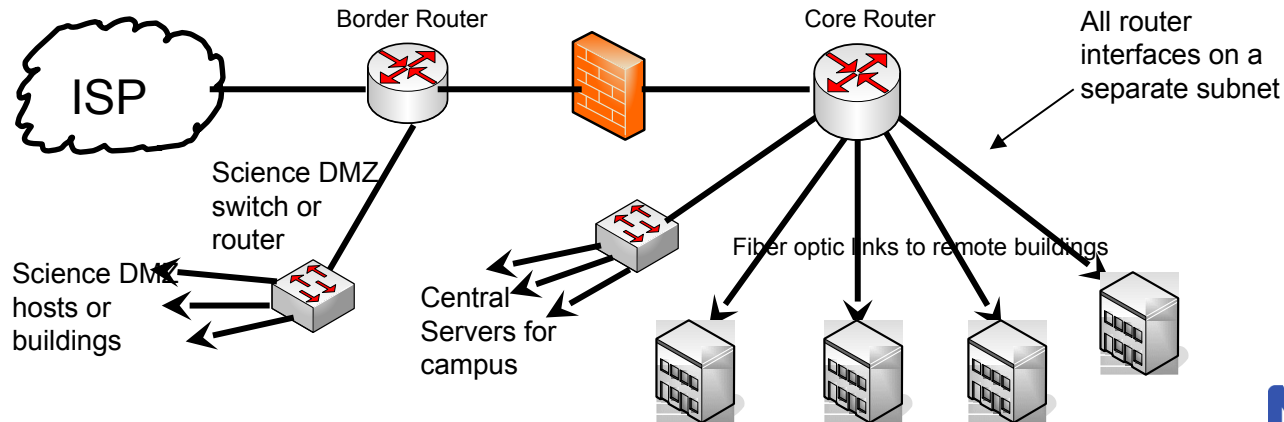 Border Router
Core Router
All router
interfaces on a
separate subnet
ISP
Science DMZ
switch or
router
Fiber optic links to remote buildings
Science DMZ
hosts or
buildings
Central
Servers for
campus